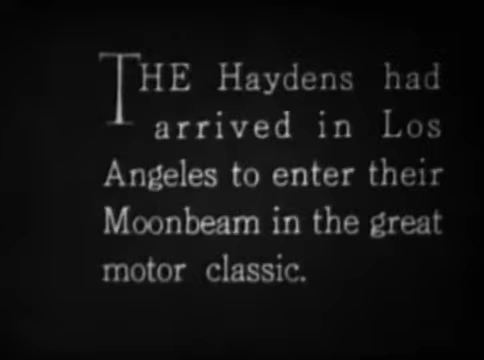 THE Haydens had
arrived in Los
Angeles to enter their
Moonbeam in the great
motor classic.